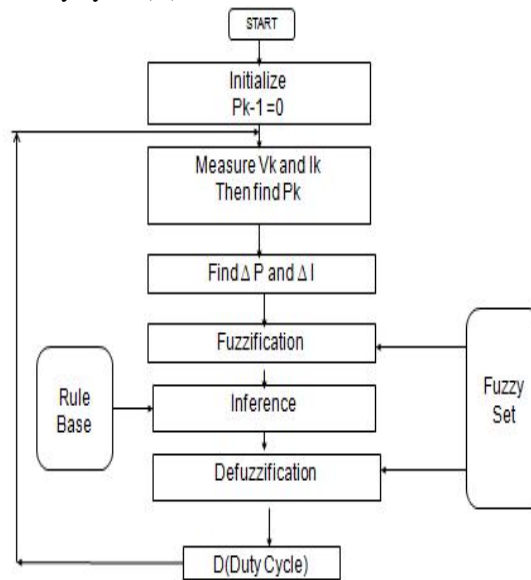 START
Initialize
Pk-1 =0
Measure Vk and Ik
Then find Pk
Find Δ P and Δ I
Fuzzification
Rule
Base
Inference
Fuzzy
Set
Defuzzification
D(Duty Cycle)